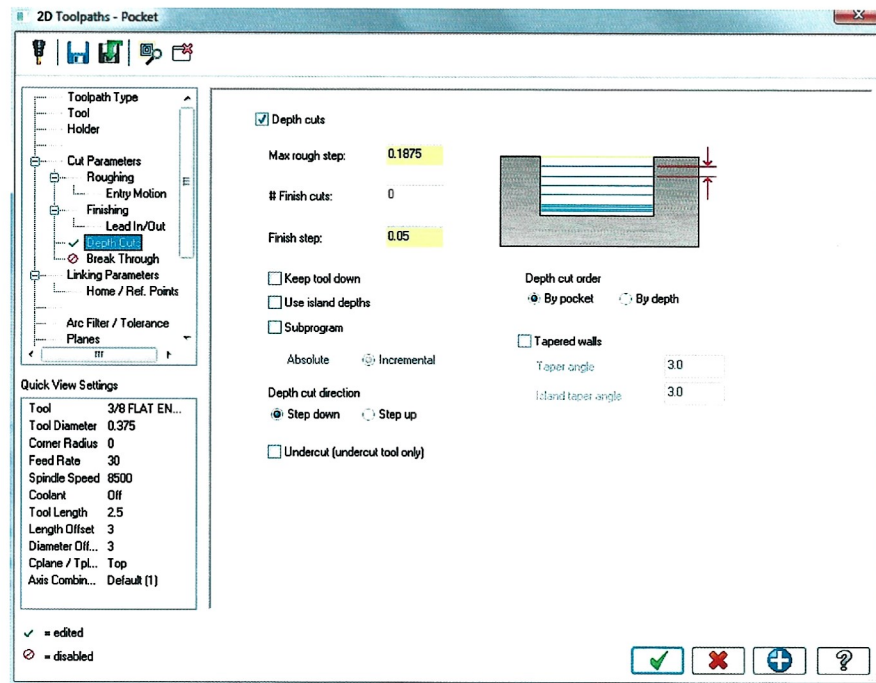 2D Toolpaths - Pocket
Toolpath Type
Tool
Holder
Cut Parameters
Roughing
Entry Motion
Finishing
Lead In/Out
Depth Cuts
Break Through
Linking Parameters
Home / Ref. Points
Arc Filter / Tolerance
Planes
Quick View Settings
Tool 3/8 FLAT EN...
Tool Diameter 0.375
Corner Radius 0
Feed Rate 30
Spindle Speed 8500
Coolant Off
Tool Length 2.5
Length Offset 3
Diameter Off... 3
Cplane / Tpl... Top
Axis Combin... Default (1)
= edited
= disabled
Depth cuts
Max rough step: 0.1875
# Finish cuts: 0
Finish step: 0.05
Keep tool down
Use island depths
Subprogram
Absolute Incremental
Depth cut direction
Step down Step up
Undercut (undercut tool only)
Depth cut order
By pocket By depth
Tapered walls
Taper angle 3.0
Island taper angle 3.0